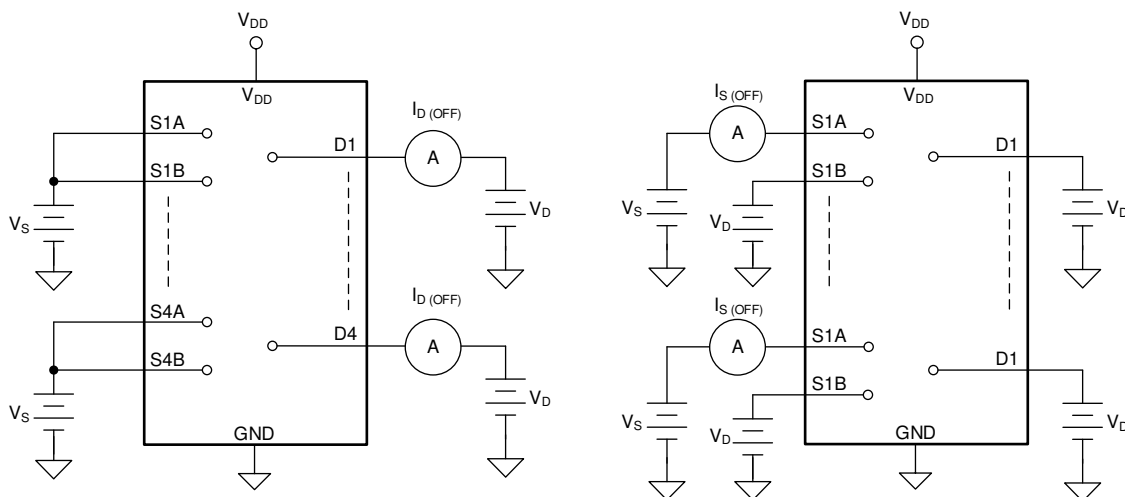 VDD
VDD
S1A
S1B
VS
ID (OFF)
A
D1
VD
S4A
S4B
VS
ID (OFF)
A
D4
VD
GND
VDD
VDD
IS (OFF)
A
S1A
S1B
VS
VD
D1
VD
IS (OFF)
A
S1A
S1B
VS
VD
D1
VD
GND